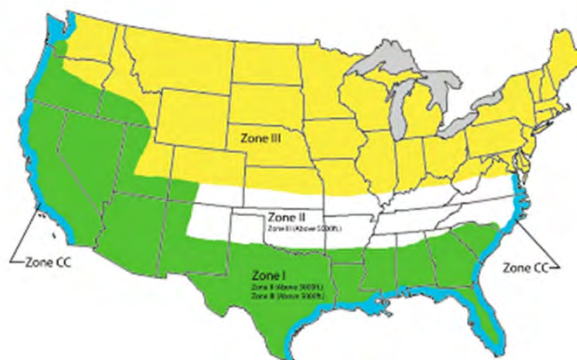 Zone III
Zone II
Zone III (Above 5000ft.)
Zone CC
Zone CC
Zone I
Zone II (Above 3000ft.)
Zone III (Above 5000ft.)